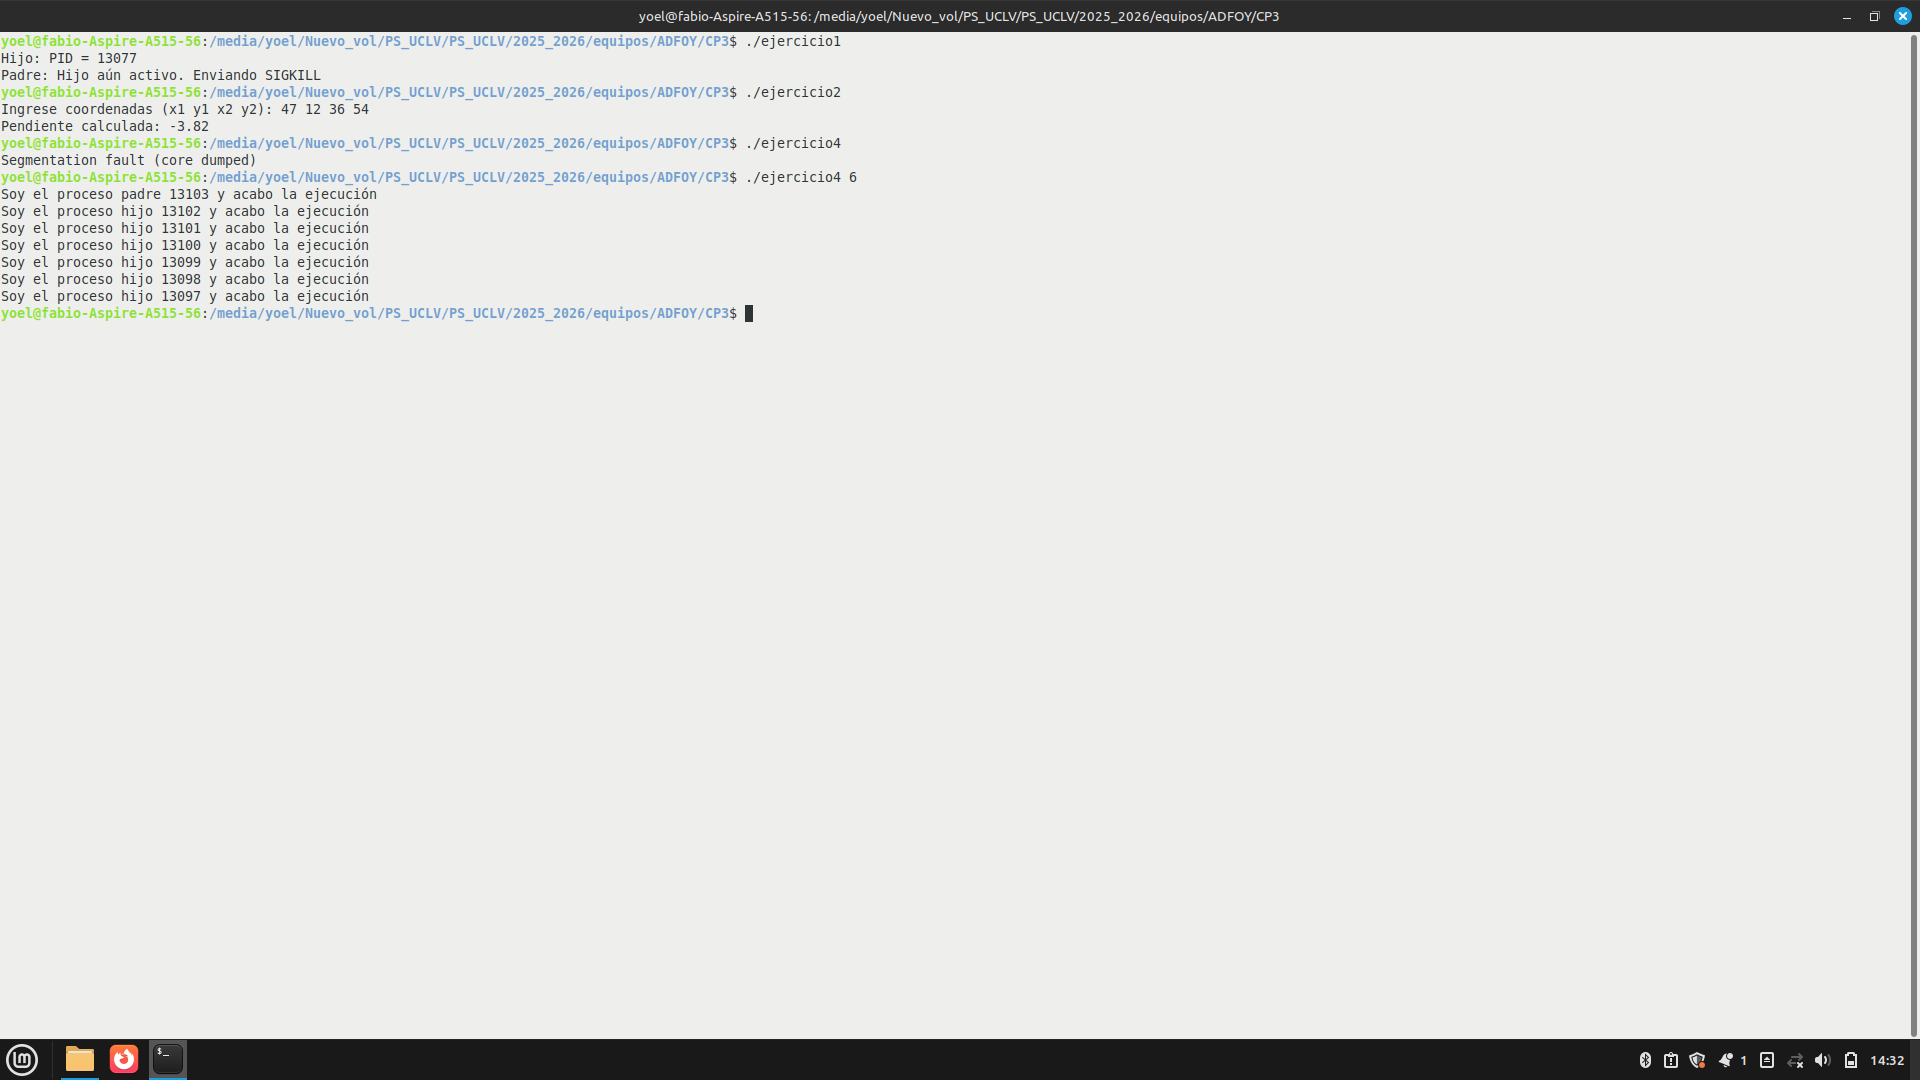 yoel@fabio-Aspire-A515-56: /media/yoel/Nuevo_vol/PS_UCLV/PS_UCLV/2025_2026/equipos/ADFOY/CP3
yoel@fabio-Aspire-A515-56:/media/yoel/Nuevo_vol/PS_UCLV/PS_UCLV/2025_2026/equipos/ADFOY/CP3$ ./ejercicio1
Hijo: PID = 13077
Padre: Hijo aún activo. Enviando SIGKILL
yoel@fabio-Aspire-A515-56:/media/yoel/Nuevo_vol/PS_UCLV/PS_UCLV/2025_2026/equipos/ADFOY/CP3$ ./ejercicio2
Ingrese coordenadas (x1 y1 x2 y2): 47 12 36 54
Pendiente calculada: -3.82
yoel@fabio-Aspire-A515-56:/media/yoel/Nuevo_vol/PS_UCLV/PS_UCLV/2025_2026/equipos/ADFOY/CP3$ ./ejercicio4
Segmentation fault (core dumped)
yoel@fabio-Aspire-A515-56:/media/yoel/Nuevo_vol/PS_UCLV/PS_UCLV/2025_2026/equipos/ADFOY/CP3$ ./ejercicio4 6
Soy el proceso padre 13103 y acabo la ejecución
Soy el proceso hijo 13102 y acabo la ejecución
Soy el proceso hijo 13101 y acabo la ejecución
Soy el proceso hijo 13100 y acabo la ejecución
Soy el proceso hijo 13099 y acabo la ejecución
Soy el proceso hijo 13098 y acabo la ejecución
Soy el proceso hijo 13097 y acabo la ejecución
yoel@fabio-Aspire-A515-56:/media/yoel/Nuevo_vol/PS_UCLV/PS_UCLV/2025_2026/equipos/ADFOY/CP3$
1 14:32